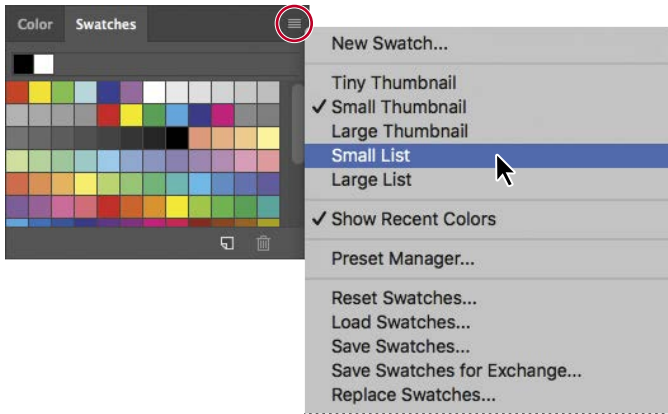 Color Swatches
New Swatch...
Tiny Thumbnail
✓ Small Thumbnail
Large Thumbnail
Small List
Large List
✓ Show Recent Colors
Preset Manager...
Reset Swatches...
Load Swatches...
Save Swatches...
Save Swatches for Exchange...
Replace Swatches...